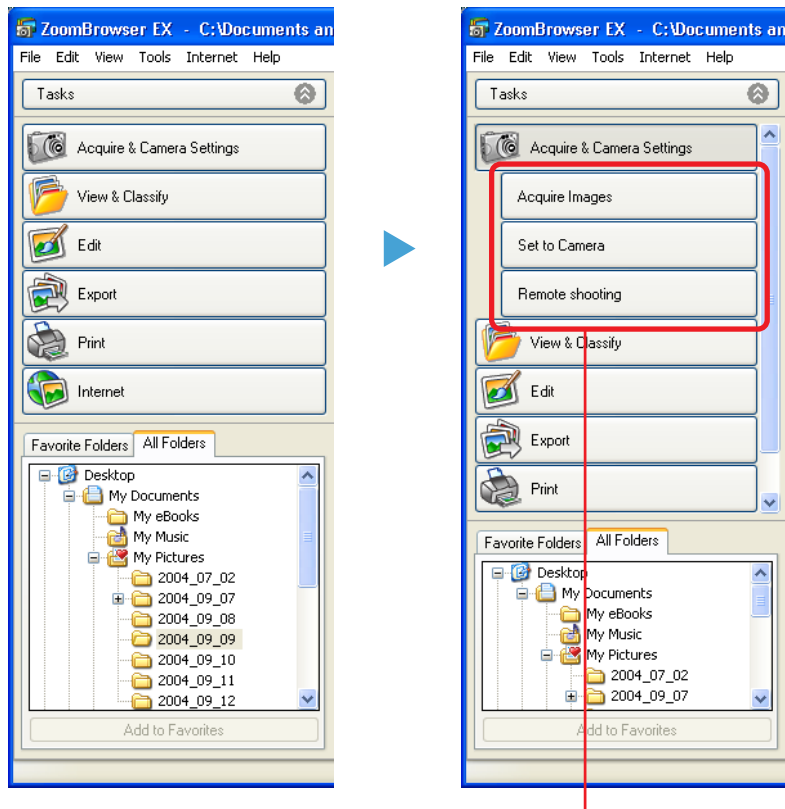 ZoomBrowser EX - C:\Documents an
File Edit View Tools Internet Help
Tasks
Acquire & Camera Settings
View & Classify
Edit
Export
Print
Internet
Favorite Folders All Folders
Desktop
My Documents
My eBooks
My Music
My Pictures
2004_07_02
2004_09_07
2004_09_08
2004_09_09
2004_09_10
2004_09_11
2004_09_12
Add to Favorites
ZoomBrowser EX - C:\Documents an
File Edit View Tools Internet Help
Tasks
Acquire & Camera Settings
Acquire Images
Set to Camera
Remote shooting
View & Classify
Edit
Export
Print
Favorite Folders All Folders
Desktop
My Documents
My eBooks
My Music
My Pictures
2004_07_02
2004_09_07
Add to Favorites